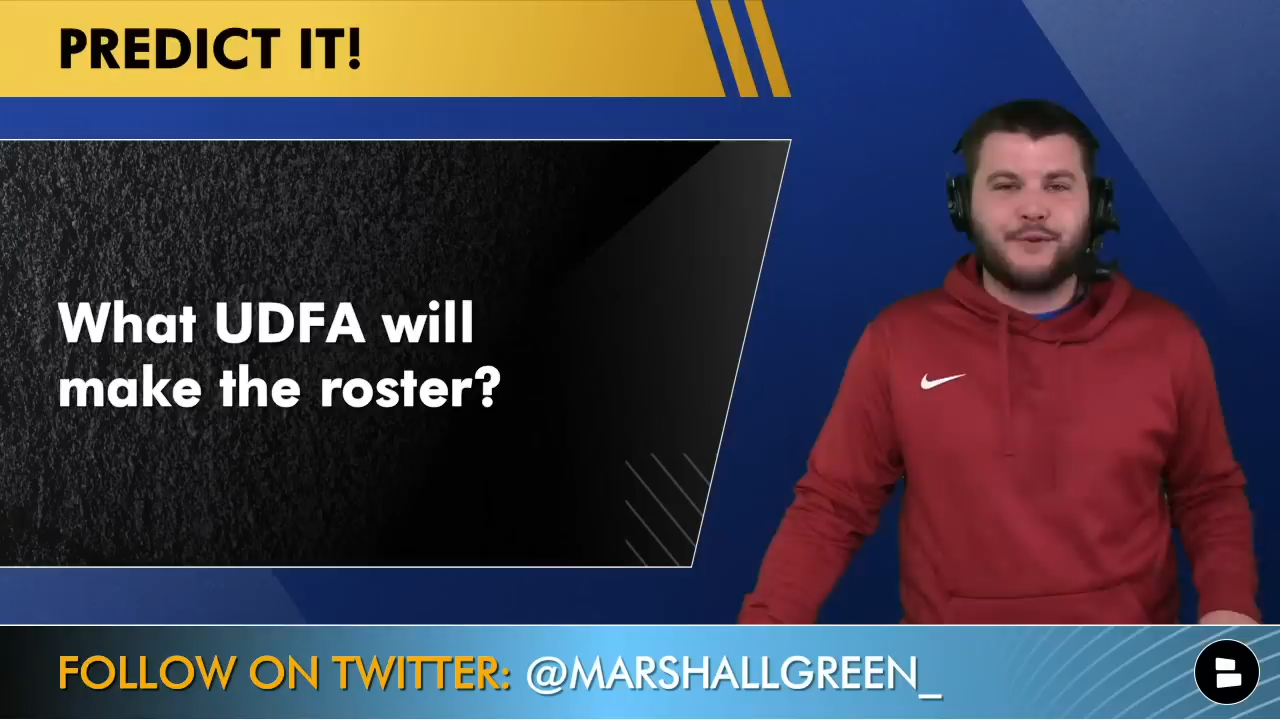 PREDICT IT!
What UDFA will
make the roster?
FOLLOW ON TWITTER: @MARSHALLGREEN_